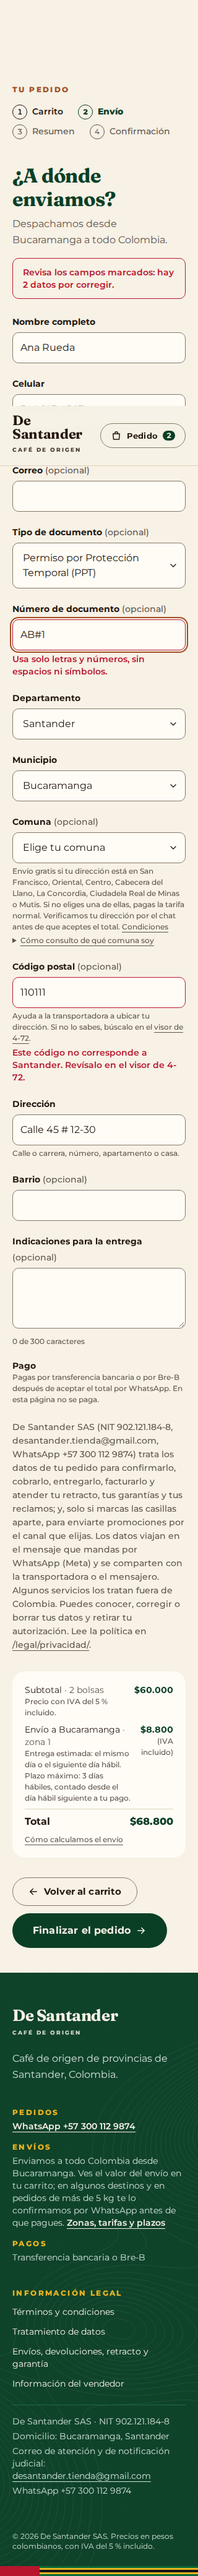 TU PEDIDO
1 Carrito 2 Envío
3 Resumen 4 Confirmación
¿A dónde
enviamos?
Despachamos desde
Bucaramanga a todo Colombia.
Revisa los campos marcados: hay
2 datos por corregir.
Nombre completo
Ana Rueda
Celular
De
Santander
CAFÉ DE ORIGEN
Pedido 2
Correo (opcional)
Tipo de documento (opcional)
Permiso por Protección
Temporal (PPT)
Número de documento (opcional)
AB#1
Usa solo letras y números, sin
espacios ni símbolos.
Departamento
Santander
Municipio
Bucaramanga
Comuna (opcional)
Elige tu comuna
Envío gratis si tu dirección está en San
Francisco, Oriental, Centro, Cabecera del
Llano, La Concordia, Ciudadela Real de Minas
o Mutis. Si no eliges una de ellas, pagas la tarifa
normal. Verificamos tu dirección por el chat
antes de que aceptes el total. Condiciones
Cómo consulto de qué comuna soy
Código postal (opcional)
110111
Ayuda a la transportadora a ubicar tu
dirección. Si no lo sabes, búscalo en el visor de
4-72.
Este código no corresponde a
Santander. Revísalo en el visor de 4-
72.
Dirección
Calle 45 # 12-30
Calle o carrera, número, apartamento o casa.
Barrio (opcional)
Indicaciones para la entrega
(opcional)
0 de 300 caracteres
Pago
Pagas por transferencia bancaria o por Bre-B
después de aceptar el total por WhatsApp. En
esta página no se paga.
De Santander SAS (NIT 902.121.184-8,
desantander.tienda@gmail.com,
WhatsApp +57 300 112 9874) trata los
datos de tu pedido para confirmarlo,
cobrarlo, entregarlo, facturarlo y
atender tu retracto, tus garantías y tus
reclamos; y, solo si marcas las casillas
aparte, para enviarte promociones por
el canal que elijas. Los datos viajan en
el mensaje que mandas por
WhatsApp (Meta) y se comparten con
la transportadora o el mensajero.
Algunos servicios los tratan fuera de
Colombia. Puedes conocer, corregir o
borrar tus datos y retirar tu
autorización. Lee la política en
/legal/privacidad/.
Subtotal · 2 bolsas $60.000
Precio con IVA del 5 %
incluido.
Envío a Bucaramanga · $8.800
zona 1 (IVA
incluido)
Entrega estimada: el mismo
día o el siguiente día hábil.
Plazo máximo: 3 días
hábiles, contado desde el
día hábil siguiente a tu pago.
Total $68.800
Cómo calculamos el envío
← Volver al carrito
Finalizar el pedido →
De Santander
CAFÉ DE ORIGEN
Café de origen de provincias de
Santander, Colombia.
PEDIDOS
WhatsApp +57 300 112 9874
ENVÍOS
Enviamos a todo Colombia desde
Bucaramanga. Ves el valor del envío en
tu carrito; en algunos destinos y en
pedidos de más de 5 kg te lo
confirmamos por WhatsApp antes de
que pagues. Zonas, tarifas y plazos
PAGOS
Transferencia bancaria o Bre-B
INFORMACIÓN LEGAL
Términos y condiciones
Tratamiento de datos
Envíos, devoluciones, retracto y
garantía
Información del vendedor
De Santander SAS · NIT 902.121.184-8
Domicilio: Bucaramanga, Santander
Correo de atención y de notificación
judicial:
desantander.tienda@gmail.com
WhatsApp +57 300 112 9874
© 2026 De Santander SAS. Precios en pesos
colombianos, con IVA del 5 % incluido.